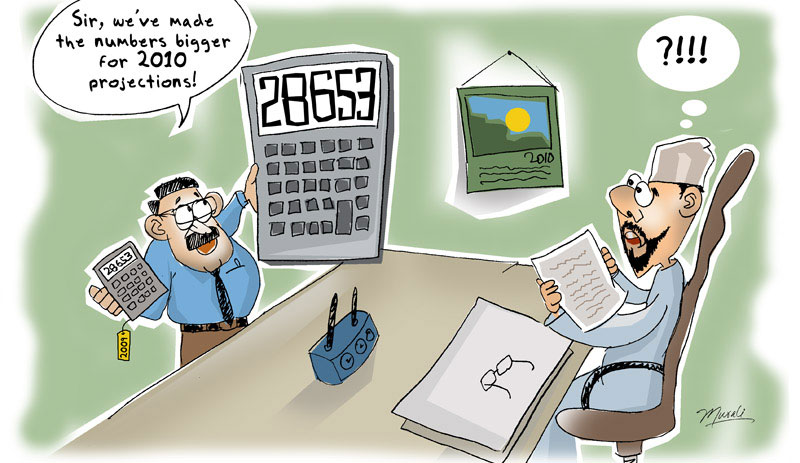 Sir, we've made
the numbers bigger
for 2010
projections!
?!!!
28653
2010
28653
2009
Murali